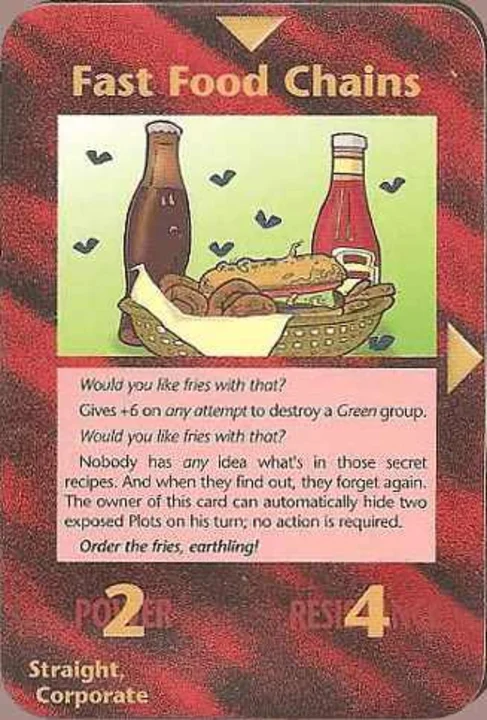 Fast Food Chains
Would you like fries with that?
Gives +6 on any attempt to destroy a Green group.
Would you like fries with that?
Nobody has any idea what's in those secret
recipes. And when they find out, they forget again.
The owner of this card can automatically hide two
exposed Plots on his turn; no action is required.
Order the fries, earthling!
POWER 2 RESISTANCE 4
Straight,
Corporate